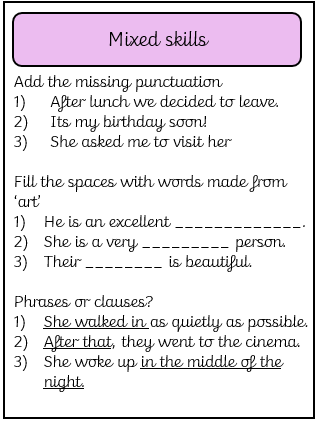 Mixed skills
Add the missing punctuation
1) After lunch we decided to leave.
2) Its my birthday soon!
3) She asked me to visit her
Fill the spaces with words made from
‘art’
1) He is an excellent _____________.
2) She is a very _________ person.
3) Their ________ is beautiful.
Phrases or clauses?
1) She walked in as quietly as possible.
2) After that, they went to the cinema.
3) She woke up in the middle of the
night.